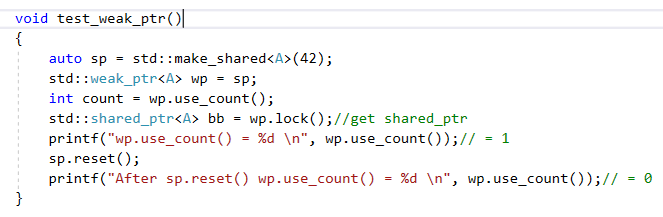 void test_weak_ptr()
{
    auto sp = std::make_shared<A>(42);
    std::weak_ptr<A> wp = sp;
    int count = wp.use_count();
    std::shared_ptr<A> bb = wp.lock();//get shared_ptr
    printf("wp.use_count() = %d \n", wp.use_count());// = 1
    sp.reset();
    printf("After sp.reset() wp.use_count() = %d \n", wp.use_count());// = 0
}